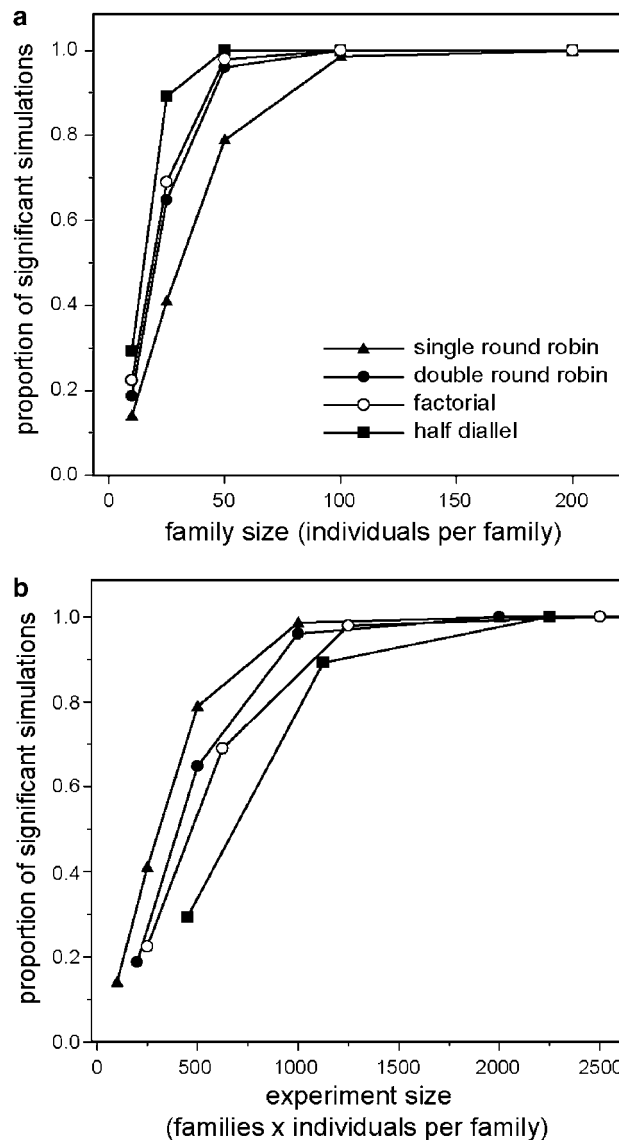 a
proportion of significant simulations
1.0
0.8
0.6
0.4
0.2
0.0
single round robin
double round robin
factorial
half diallel
0 50 100 150 200
family size (individuals per family)
b
proportion of significant simulations
1.0
0.8
0.6
0.4
0.2
0.0
0 500 1000 1500 2000 2500
experiment size
(families x individuals per family)